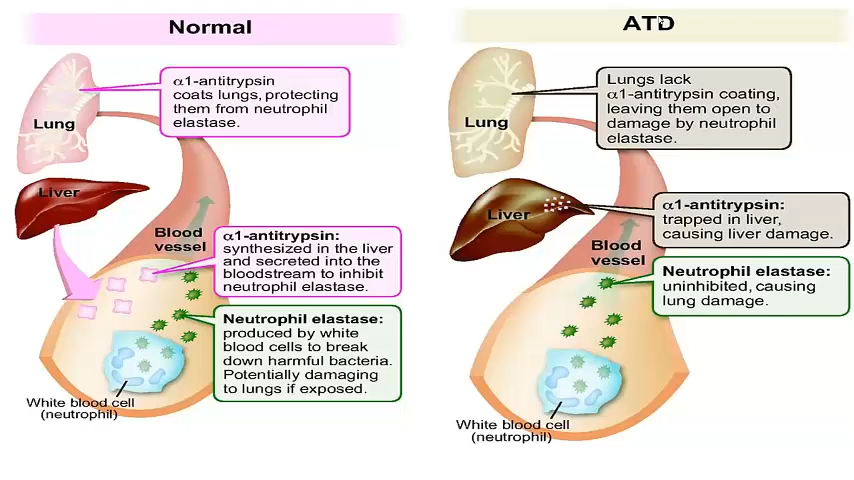 Normal
α1-antitrypsin
coats lungs, protecting
them from neutrophil
elastase.
Lung
Liver
Blood
vessel
α1-antitrypsin:
synthesized in the liver
and secreted into the
bloodstream to inhibit
neutrophil elastase.
Neutrophil elastase:
produced by white
blood cells to break
down harmful bacteria.
Potentially damaging
to lungs if exposed.
White blood cell
(neutrophil)
ATD
Lungs lack
α1-antitrypsin coating,
leaving them open to
damage by neutrophil
elastase.
Lung
Liver
α1-antitrypsin:
trapped in liver,
causing liver damage.
Blood
vessel
Neutrophil elastase:
uninhibited, causing
lung damage.
White blood cell
(neutrophil)